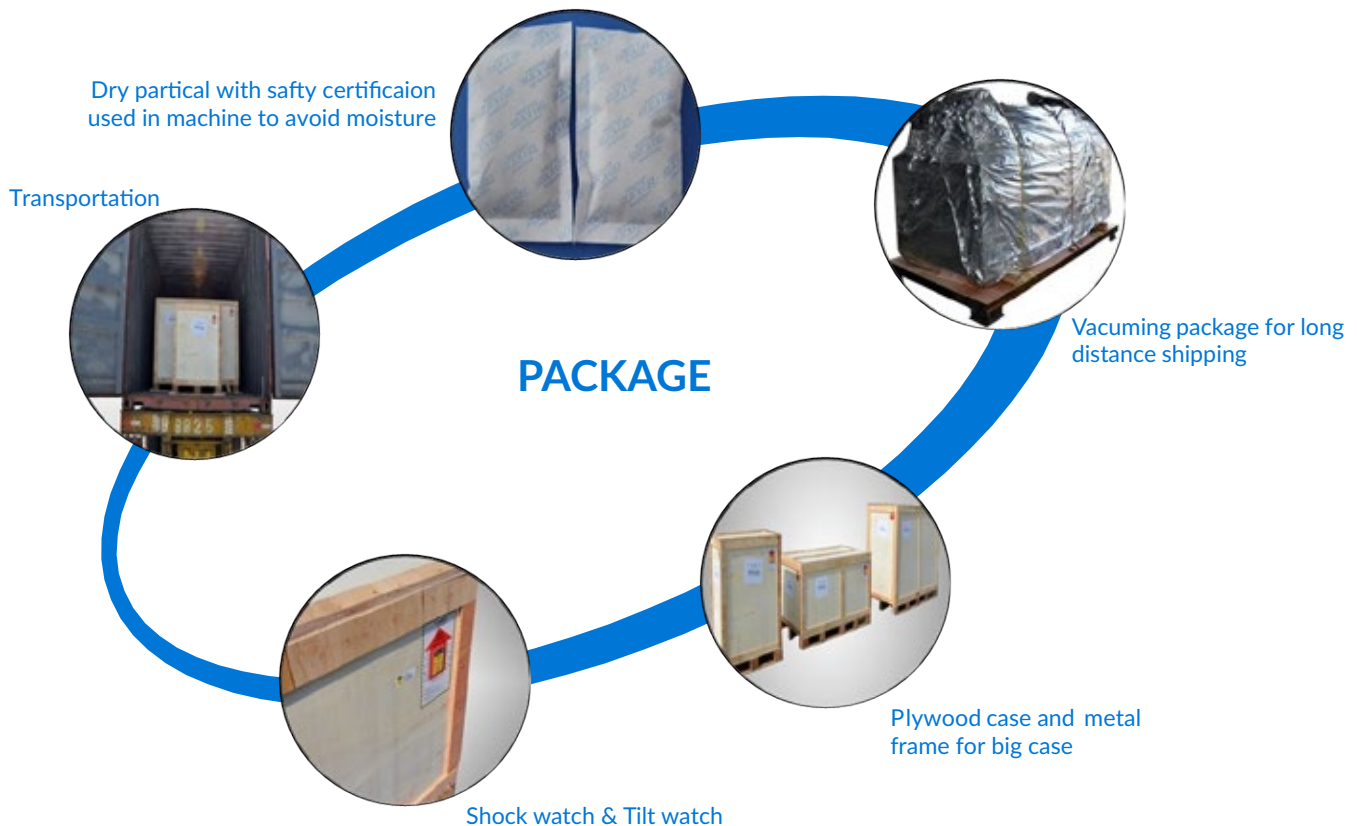 Dry partical with safty certificaion
used in machine to avoid moisture
Transportation
Vacuming package for long
distance shipping
PACKAGE
Plywood case and metal
frame for big case
Shock watch & Tilt watch